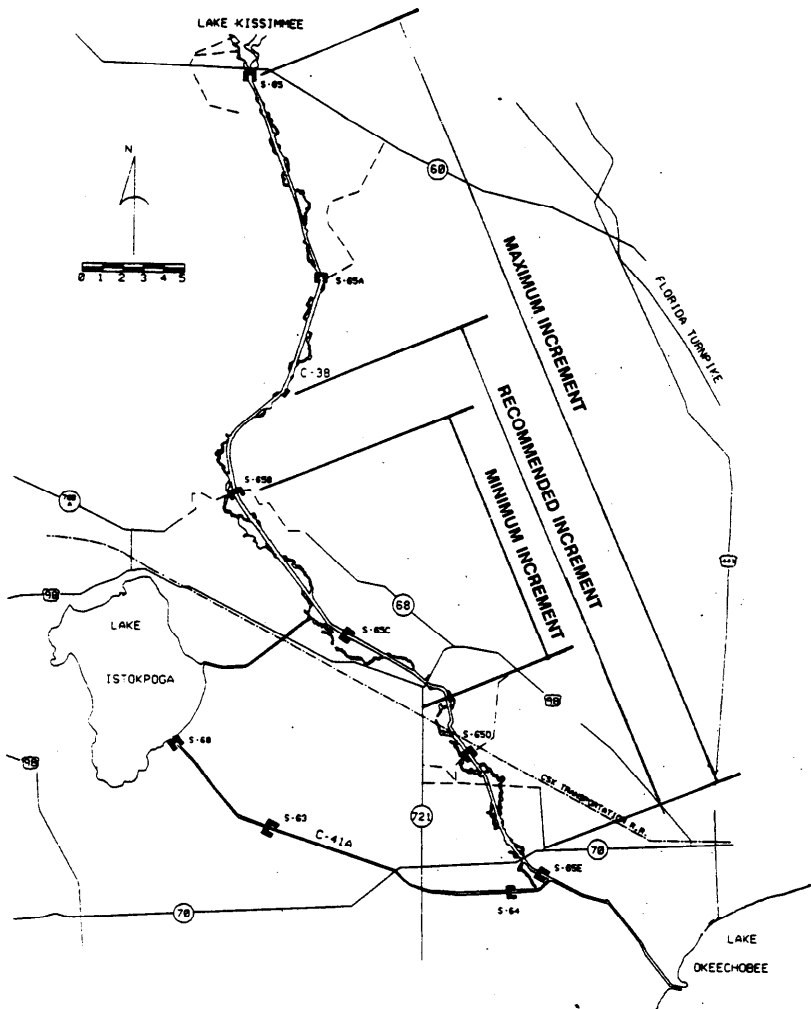 LAKE KISSIMMEE
S-65
N
60
0 1 2 3 4 5
S-65A
MAXIMUM INCREMENT
FLORIDA TURNPIKE
C-38
RECOMMENDED INCREMENT
MINIMUM INCREMENT
S-65B
98
68
LAKE
ISTOKPOGA
S-65C
98
S-68
S-65D
98
CSX TRANSPORTATION R.R.
S-63
C-41A
721
70
S-65E
70
S-64
LAKE
OKEECHOBEE